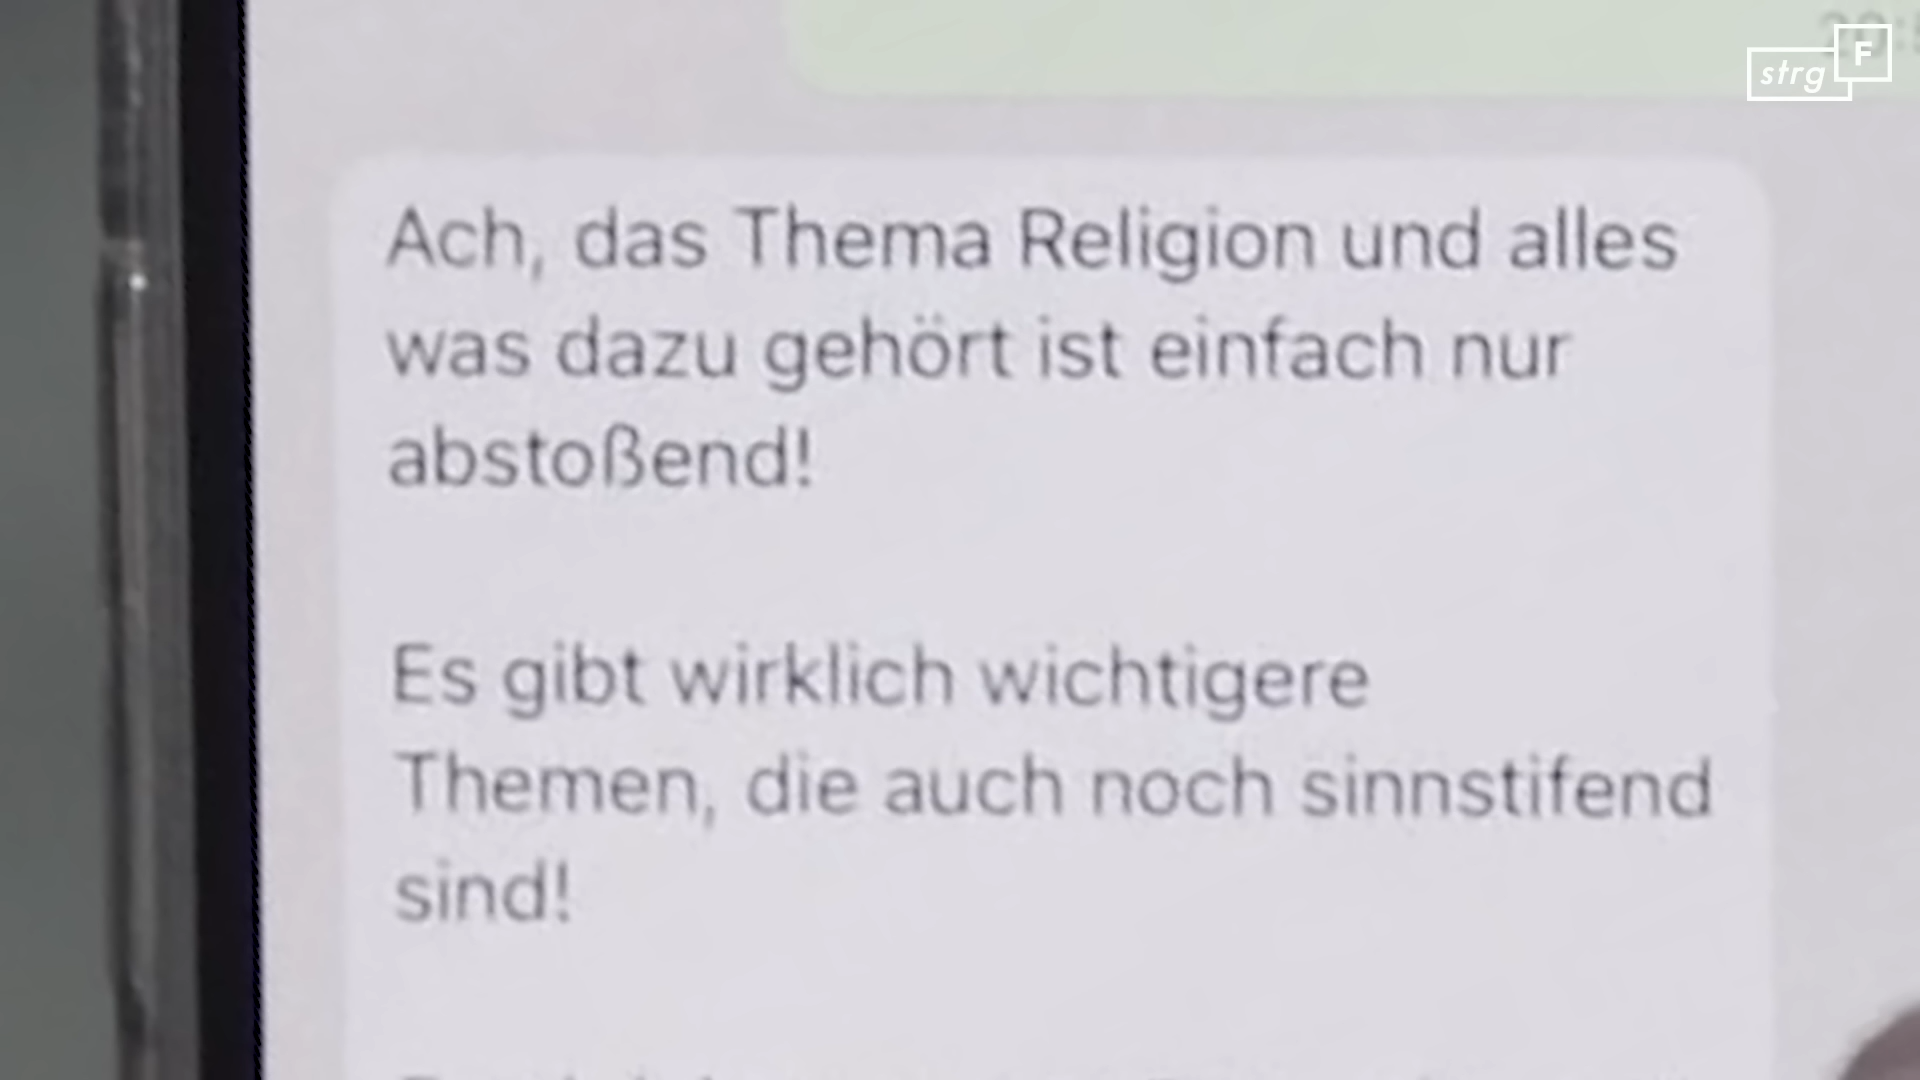 strg F
Ach, das Thema Religion und alles
was dazu gehört ist einfach nur
abstoßend!
Es gibt wirklich wichtigere
Themen, die auch noch sinnstifend
sind!